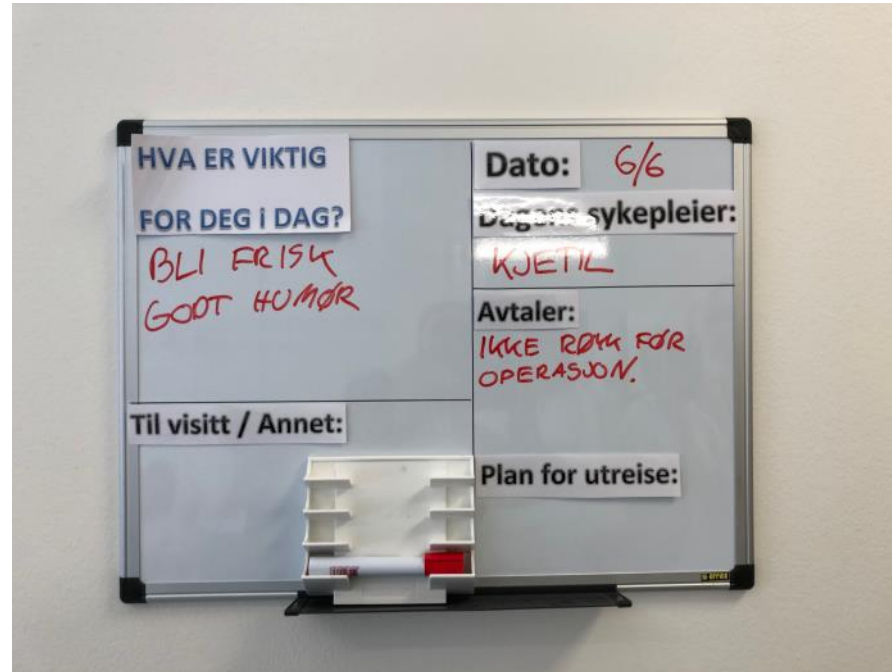 HVA ER VIKTIG
FOR DEG i DAG?
BLI FRISK
GODT HUMØR
Til visitt / Annet:
Dato: 6/6
Dagens sykepleier:
KJETIL
Avtaler:
IKKE RØYK FØR
OPERASJON.
Plan for utreise: